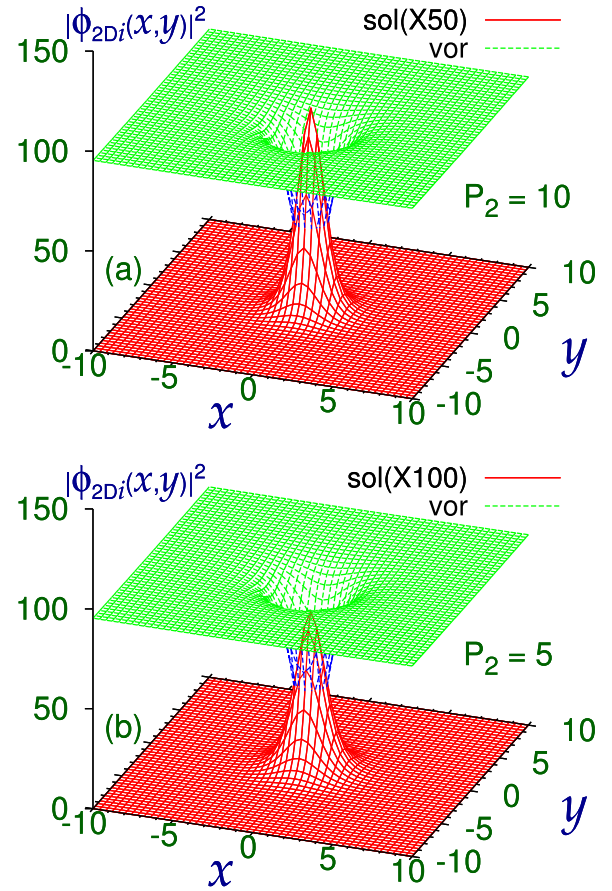 |ϕ2Di(x,y)|²
sol(X50)
vor
150
100
50
0
P2 = 10
(a)
-10
-5
0
5
10
x
-10
-5
0
5
10
y
|ϕ2Di(x,y)|²
sol(X100)
vor
150
100
50
0
P2 = 5
(b)
-10
-5
0
5
10
x
-10
-5
0
5
10
y